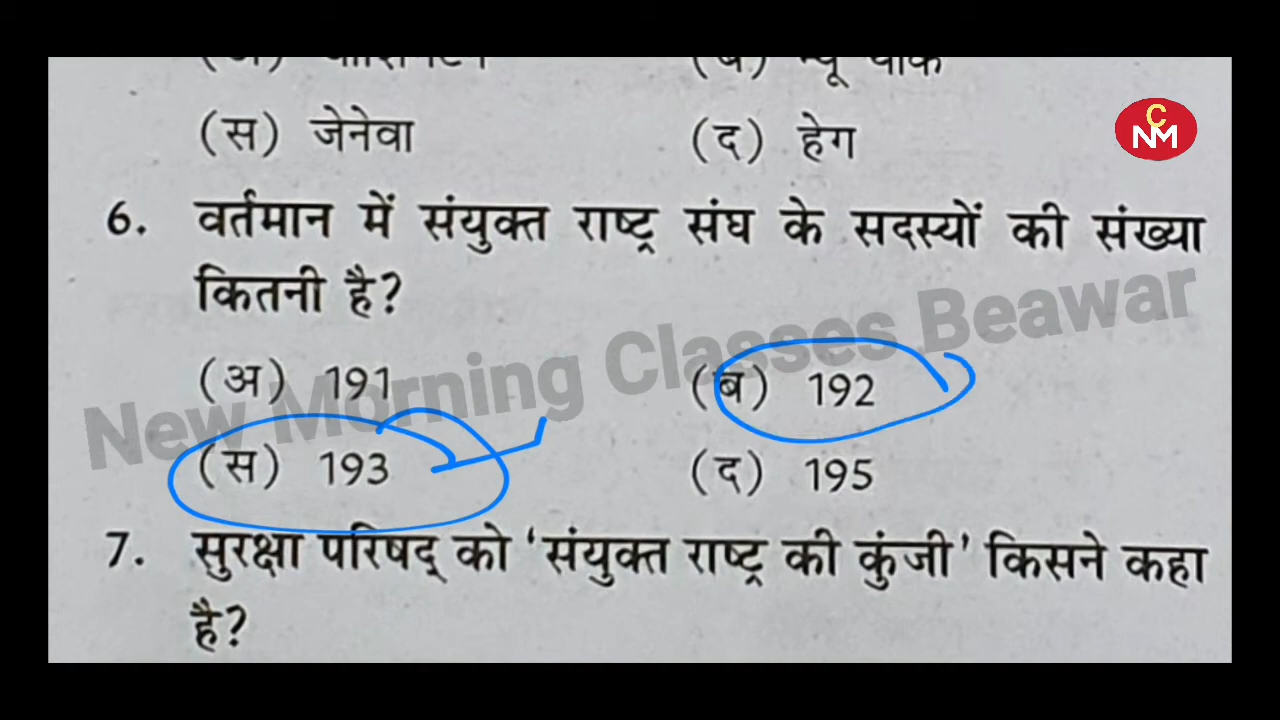 (स) जेनेवा (द) हेग
C
NM
6. वर्तमान में संयुक्त राष्ट्र संघ के सदस्यों की संख्या
कितनी है?
(अ) 191 (ब) 192
New Morning Classes Beawar
(स) 193 (द) 195
7. सुरक्षा परिषद् को 'संयुक्त राष्ट्र की कुंजी' किसने कहा
है?